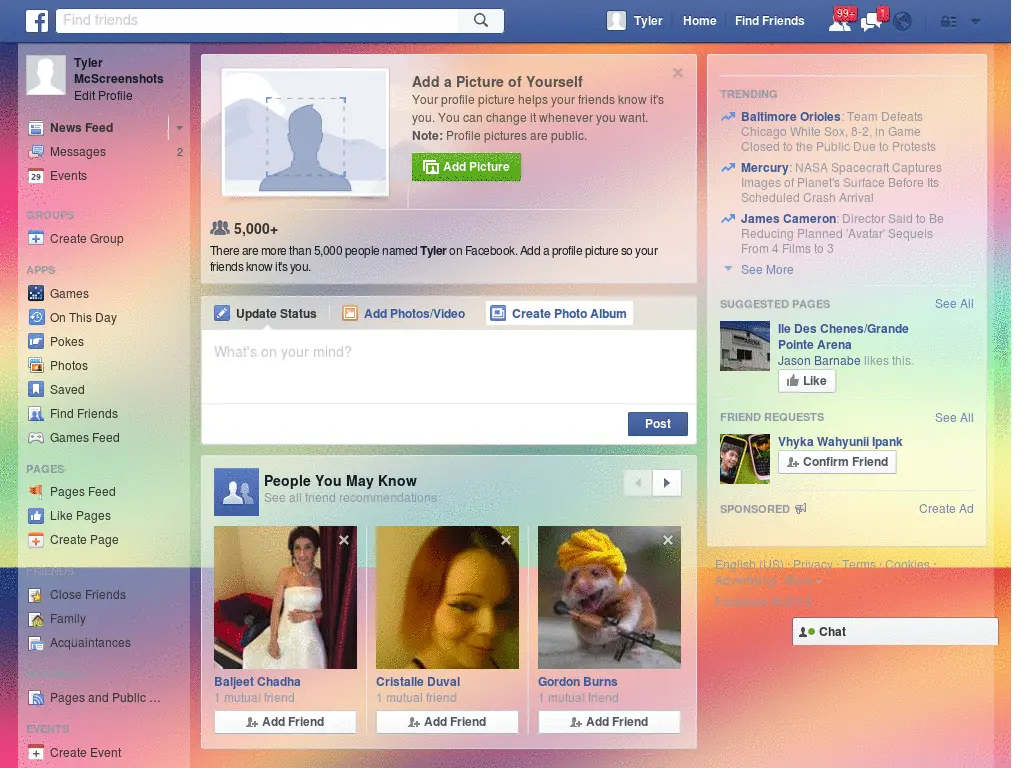 Find friends
Tyler
Home
Find Friends
99+
1
Tyler
McScreenshots
Edit Profile
News Feed
Messages 2
29 Events
GROUPS
Create Group
APPS
Games
On This Day
Pokes
Photos
Saved
Find Friends
Games Feed
PAGES
Pages Feed
Like Pages
Create Page
FRIENDS
Close Friends
Family
Acquaintances
Pages and Public ...
EVENTS
Create Event
Add a Picture of Yourself
Your profile picture helps your friends know it's
you. You can change it whenever you want.
Note: Profile pictures are public.
Add Picture
5,000+
There are more than 5,000 people named Tyler on Facebook. Add a profile picture so your
friends know it's you.
Update Status
Add Photos/Video
Create Photo Album
What's on your mind?
Post
People You May Know
See all friend recommendations
Baljeet Chadha
1 mutual friend
Add Friend
Cristalle Duval
1 mutual friend
Add Friend
Gordon Burns
1 mutual friend
Add Friend
TRENDING
Baltimore Orioles: Team Defeats
Chicago White Sox, 8-2, in Game
Closed to the Public Due to Protests
Mercury: NASA Spacecraft Captures
Images of Planet's Surface Before Its
Scheduled Crash Arrival
James Cameron: Director Said to Be
Reducing Planned 'Avatar' Sequels
From 4 Films to 3
See More
SUGGESTED PAGES See All
Ile Des Chenes/Grande
Pointe Arena
Jason Barnabe likes this.
Like
FRIEND REQUESTS See All
Vhyka Wahyunii Ipank
Confirm Friend
SPONSORED Create Ad
English (US) · Privacy · Terms · Cookies ·
Advertising
Chat